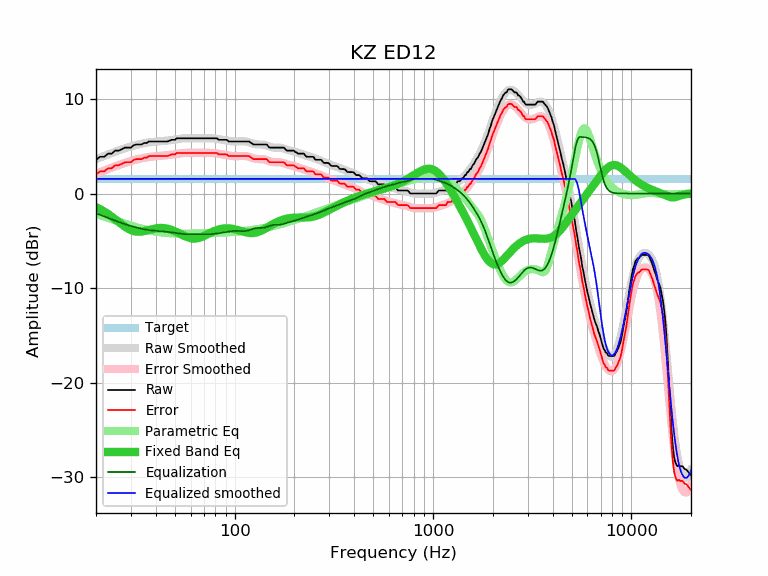 KZ ED12
10
0
−10
−20
−30
Amplitude (dBr)
Target
Raw Smoothed
Error Smoothed
Raw
Error
Parametric Eq
Fixed Band Eq
Equalization
Equalized smoothed
100
1000
10000
Frequency (Hz)